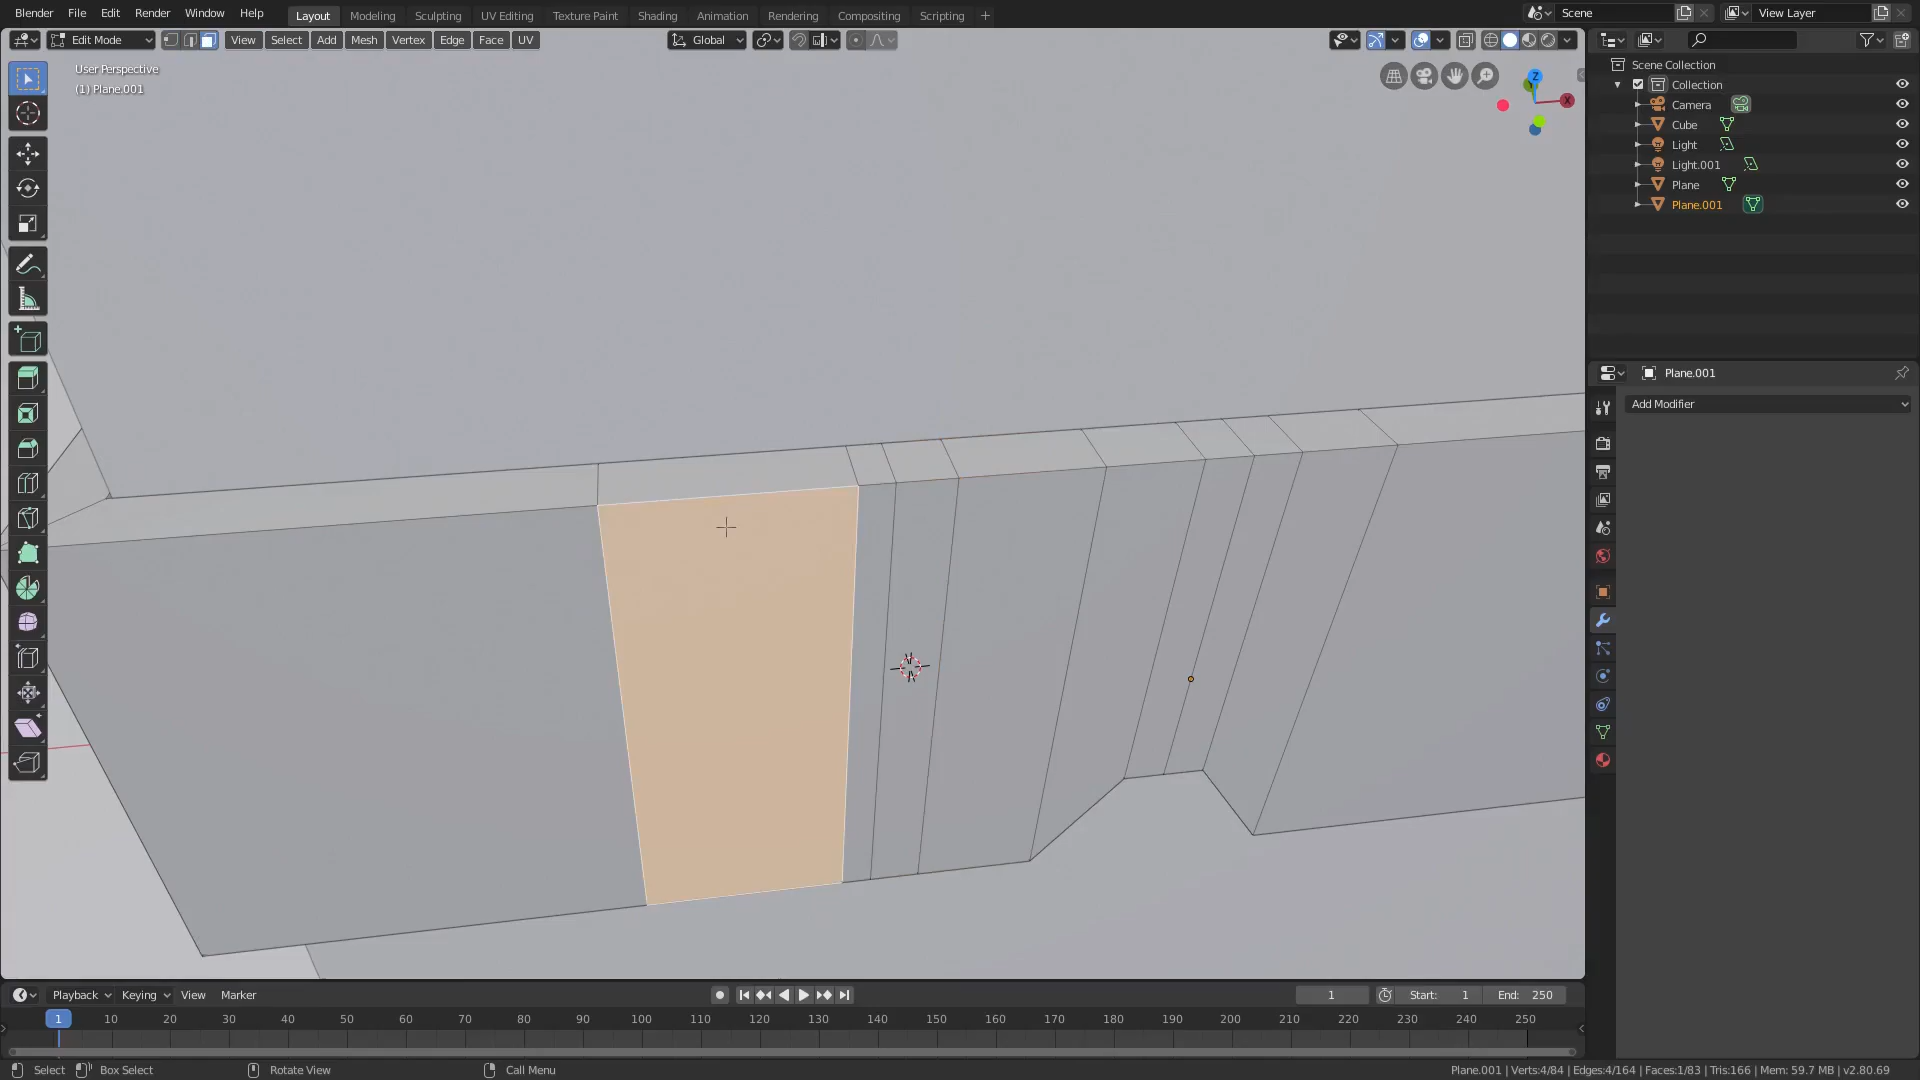 Blender File Edit Render Window Help Layout Modeling Sculpting UV Editing Texture Paint Shading Animation Rendering Compositing Scripting Scene View Layer
Edit Mode View Select Add Mesh Vertex Edge Face UV Global
User Perspective
(1) Plane.001
Z
Y
X
Scene Collection
Collection
Camera
Cube
Light
Light.001
Plane
Plane.001
Plane.001
Add Modifier
Playback Keying View Marker 1 Start: 1 End: 250
1 10 20 30 40 50 60 70 80 90 100 110 120 130 140 150 160 170 180 190 200 210 220 230 240 250
Select Box Select Rotate View Call Menu Plane.001 | Verts:4/84 | Edges:4/164 | Faces:1/83 | Tris:166 | Mem: 59.7 MB | v2.80.69